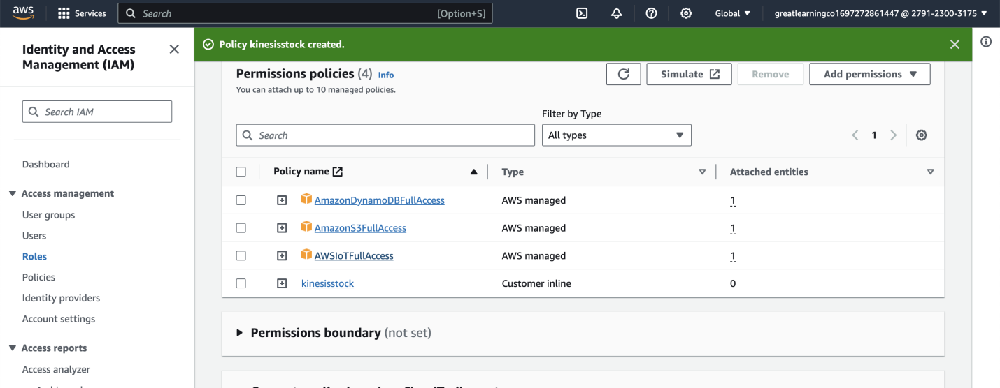 aws
Services
Search
[Option+S]
Global
greatlearningco1697272861447 @ 2791-2300-3175
Identity and Access
Management (IAM)
Search IAM
Dashboard
Access management
User groups
Users
Roles
Policies
Identity providers
Account settings
Access reports
Access analyzer
Policy kinesisstock created.
Permissions policies (4) Info
You can attach up to 10 managed policies.
Simulate
Remove
Add permissions
Filter by Type
Search
All types
1
Policy name
Type
Attached entities
AmazonDynamoDBFullAccess AWS managed 1
AmazonS3FullAccess AWS managed 1
AWSIoTFullAccess AWS managed 1
kinesisstock Customer inline 0
Permissions boundary (not set)